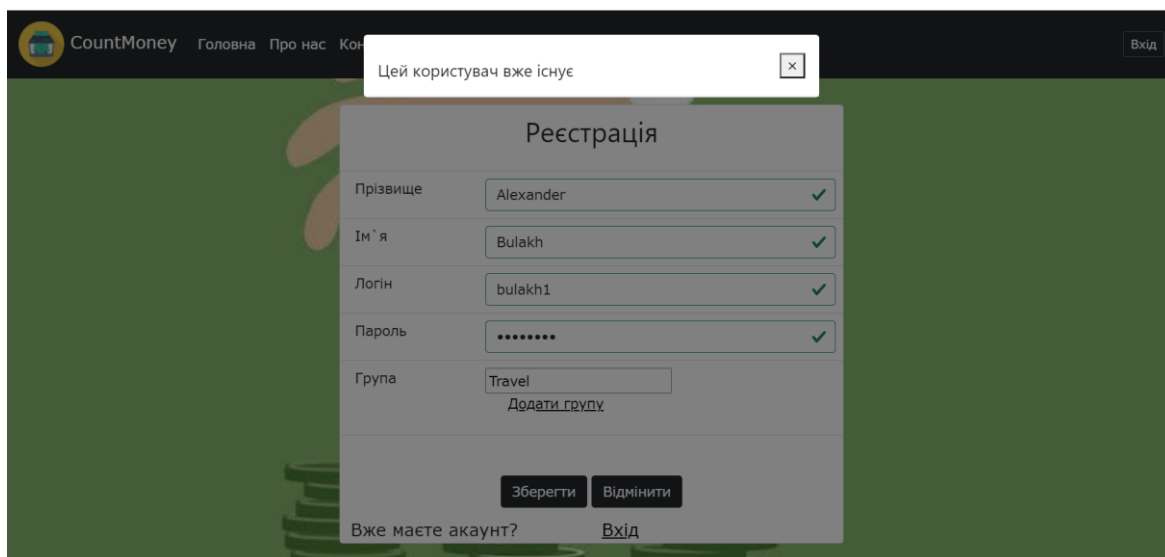 CountMoney Головна Про нас Кон Вхід
Цей користувач вже існує ×
Реєстрація
Прізвище Alexander
Ім`я Bulakh
Логін bulakh1
Пароль ••••••••
Група Travel
Додати групу
Зберегти Відмінити
Вже маєте акаунт? Вхід